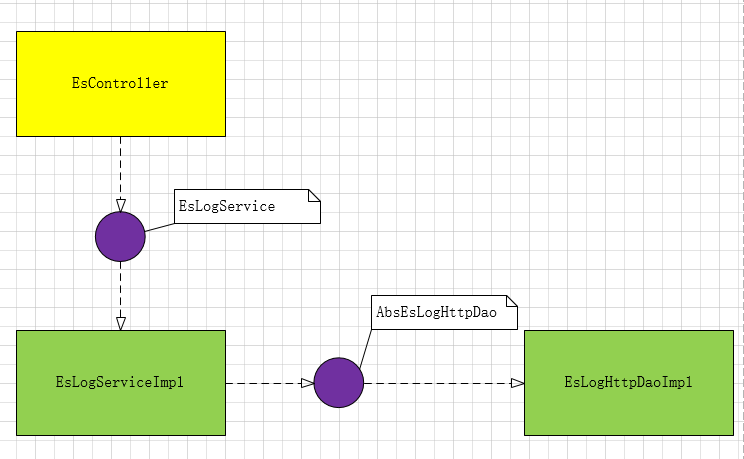 EsController
EsLogService
AbsEsLogHttpDao
EsLogServiceImpl
EsLogHttpDaoImpl